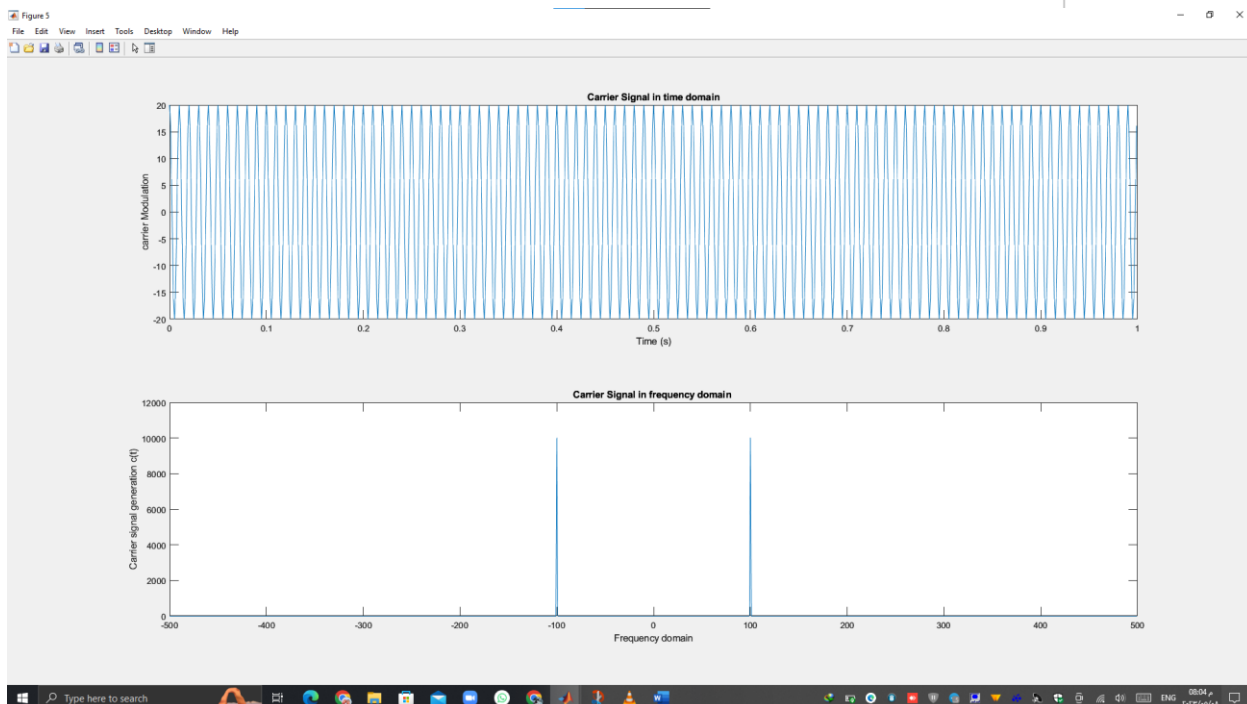 Figure 5
File Edit View Insert Tools Desktop Window Help
Carrier Signal in time domain
carrier Modulation
20
15
10
5
0
-5
-10
-15
-20
0 0.1 0.2 0.3 0.4 0.5 0.6 0.7 0.8 0.9 1
Time (s)
Carrier Signal in frequency domain
Carrier signal generation c(t)
12000
10000
8000
6000
4000
2000
0
-500 -400 -300 -200 -100 0 100 200 300 400 500
Frequency domain
Type here to search
ENG 08:04 م